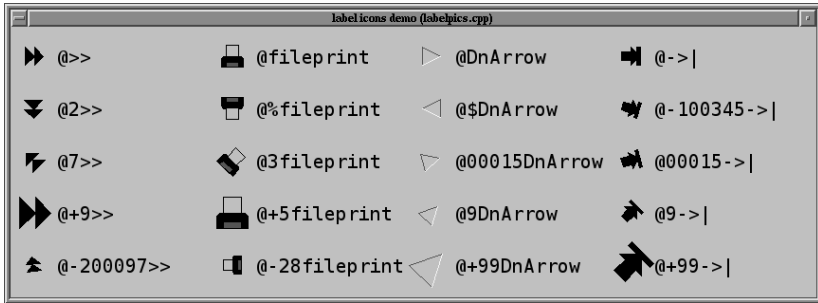 label icons demo (labelpics.cpp)
@>> @fileprint @DnArrow @->|
@2>> @%fileprint @$DnArrow @-100345->|
@7>> @3fileprint @00015DnArrow @00015->|
@+9>> @+5fileprint @9DnArrow @9->|
@-200097>> @-28fileprint @+99DnArrow @+99->|